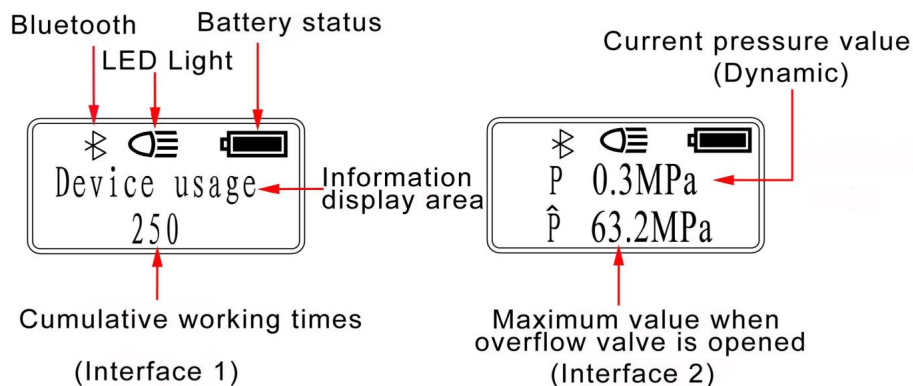 Bluetooth
Battery status
LED Light
Current pressure value
(Dynamic)
Device usage
250
Information
display area
P 0.3MPa
P̂ 63.2MPa
Cumulative working times
(Interface 1)
Maximum value when
overflow valve is opened
(Interface 2)